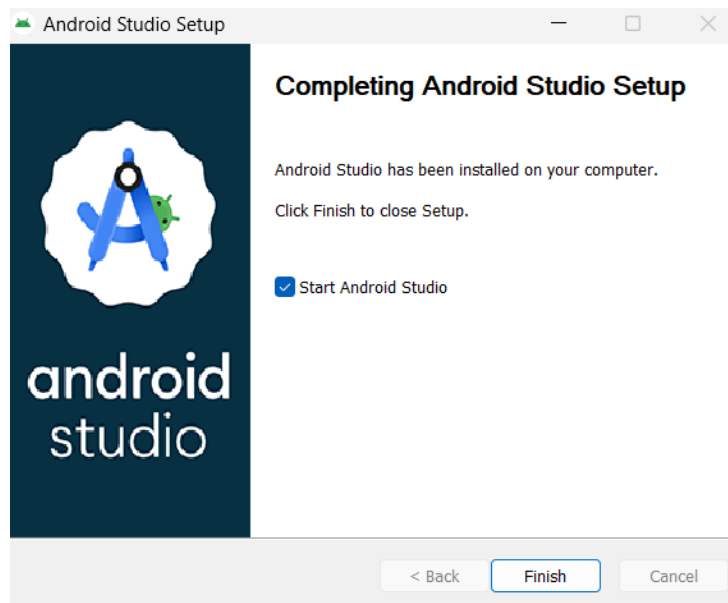 Android Studio Setup
Completing Android Studio Setup
Android Studio has been installed on your computer.
Click Finish to close Setup.
Start Android Studio
android
studio
< Back
Finish
Cancel